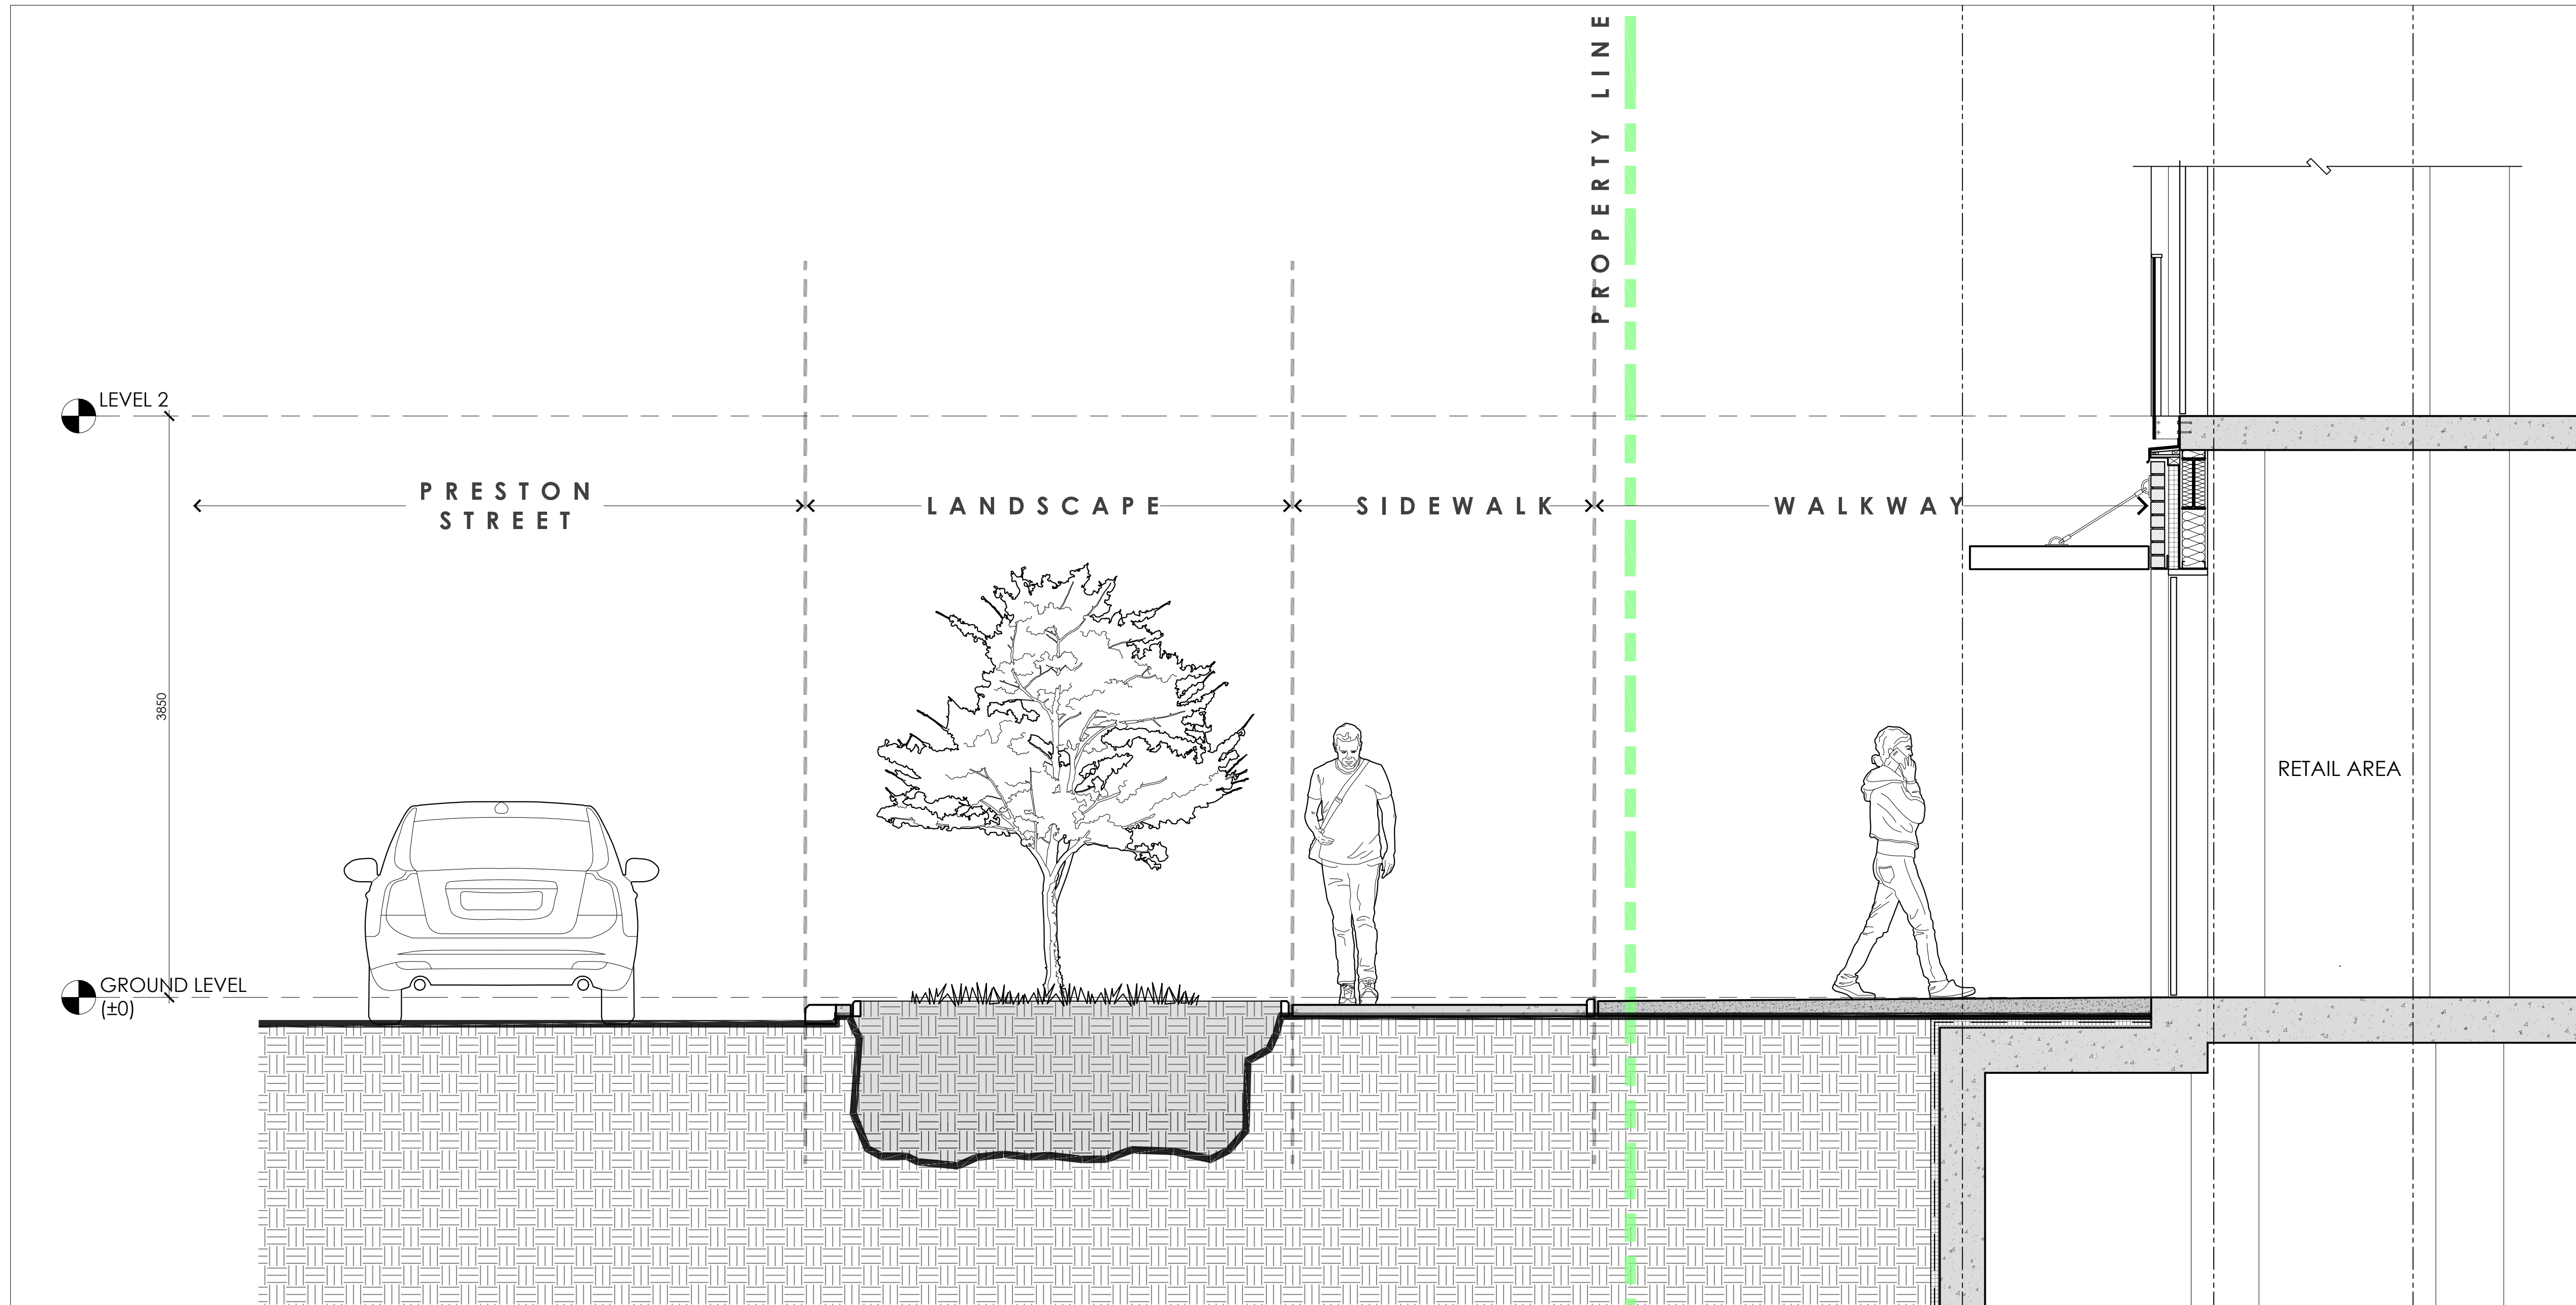 PROPERTY LINE
LEVEL 2
PRESTON
STREET
LANDSCAPE
SIDEWALK
WALKWAY
3850
RETAIL AREA
GROUND LEVEL
(±0)